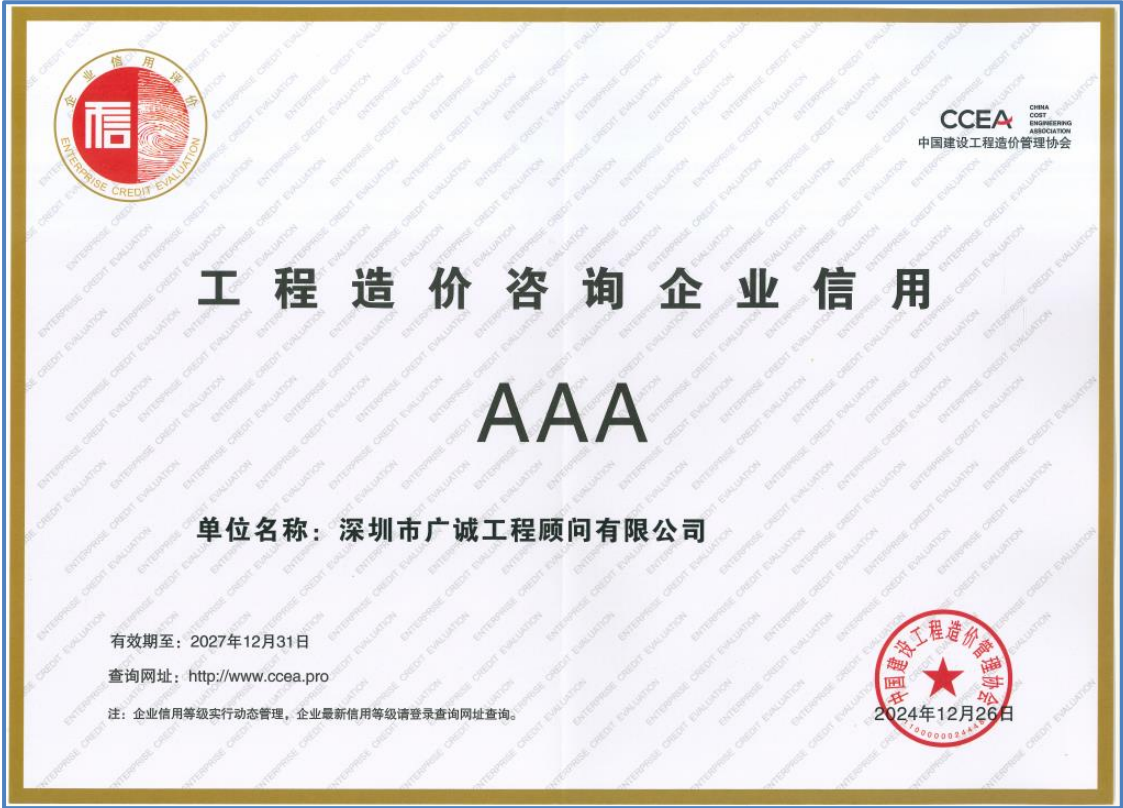 企业信用评价
信
ENTERPRISE CREDIT EVALUATION
CCEA
CHINA
COST
ENGINEERING
ASSOCIATION
中国建设工程造价管理协会
工程造价咨询企业信用
AAA
单位名称：深圳市广诚工程顾问有限公司
有效期至：2027年12月31日
查询网址：http://www.ccea.pro
注：企业信用等级实行动态管理，企业最新信用等级请登录查询网址查询。
中国建设工程造价管理协会
2024年12月26日